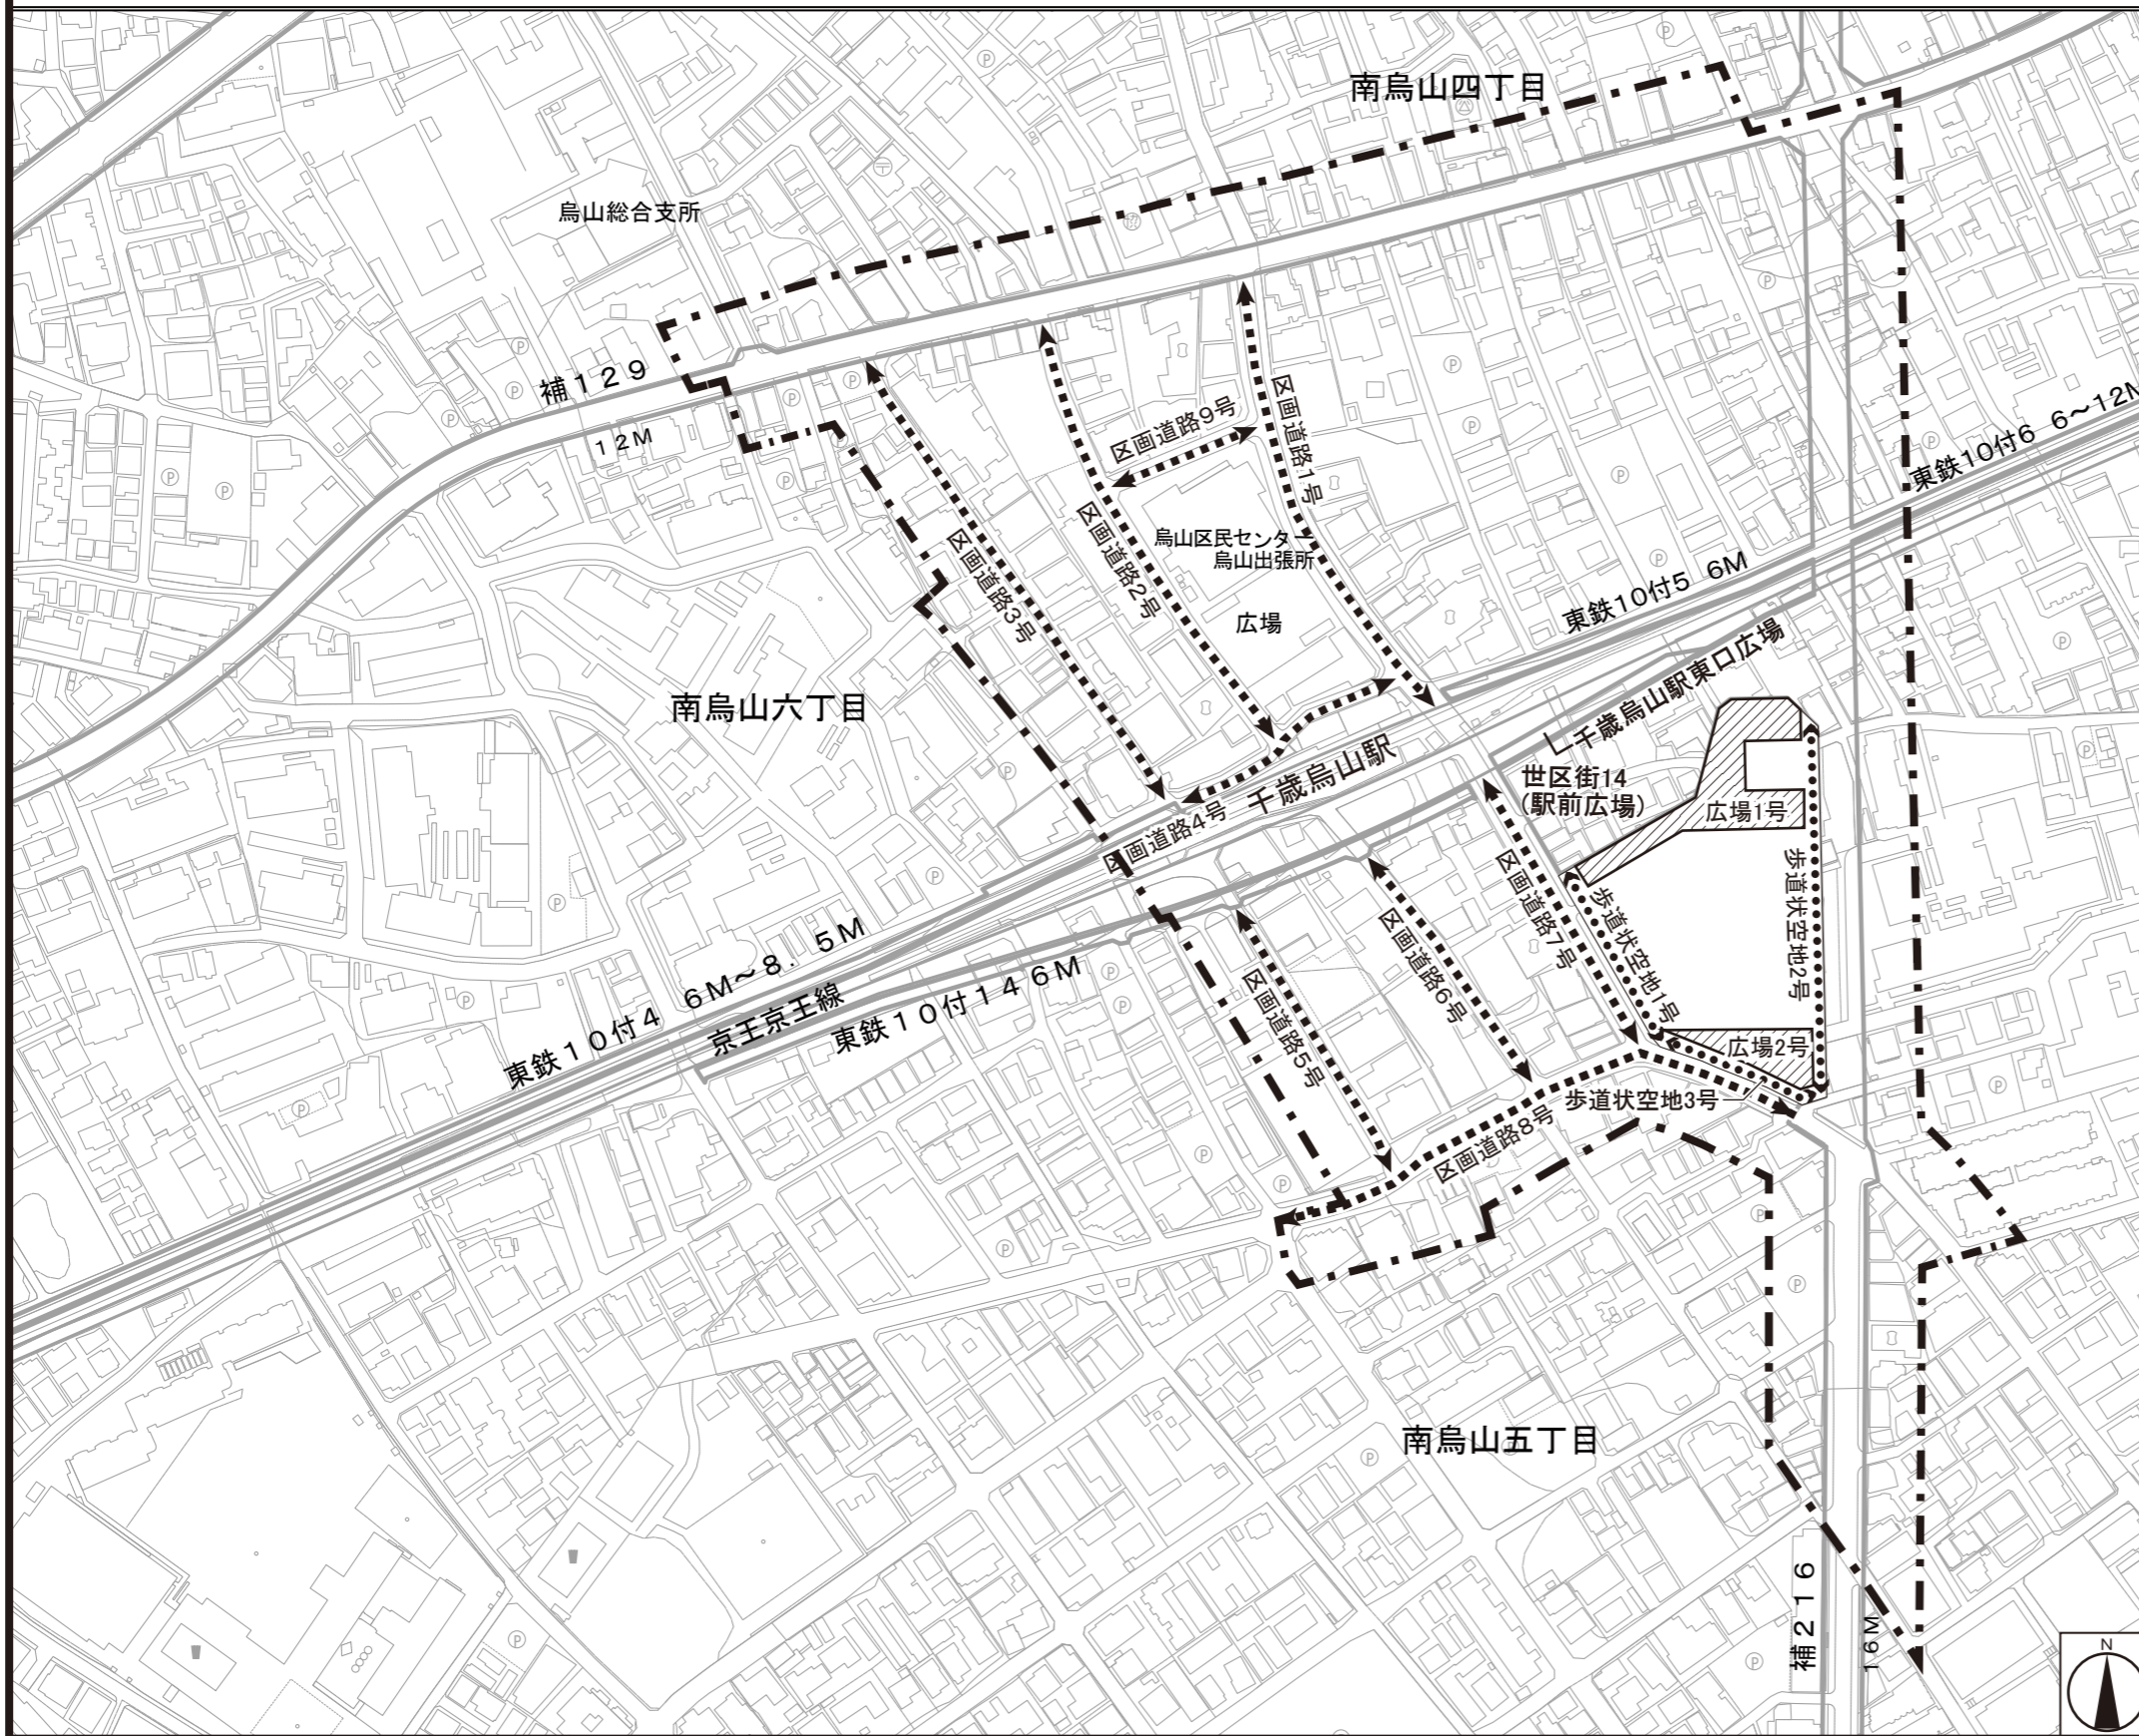 南烏山四丁目
烏山総合支所
補129
12M
区画道路9号
区画道路1号
東鉄10付6 6～12M
区画道路2号
区画道路3号
烏山区民センター
烏山出張所
広場
東鉄10付5 6M
千歳烏山駅東口広場
南烏山六丁目
千歳烏山駅
世区街14
(駅前広場)
広場1号
区画道路4号
歩道状空地2号
区画道路7号
歩道状空地1号
区画道路6号
東鉄10付4 6M～8.5M
京王京王線
東鉄10付14 6M
区画道路5号
広場2号
歩道状空地3号
区画道路8号
南烏山五丁目
補216
16M
N